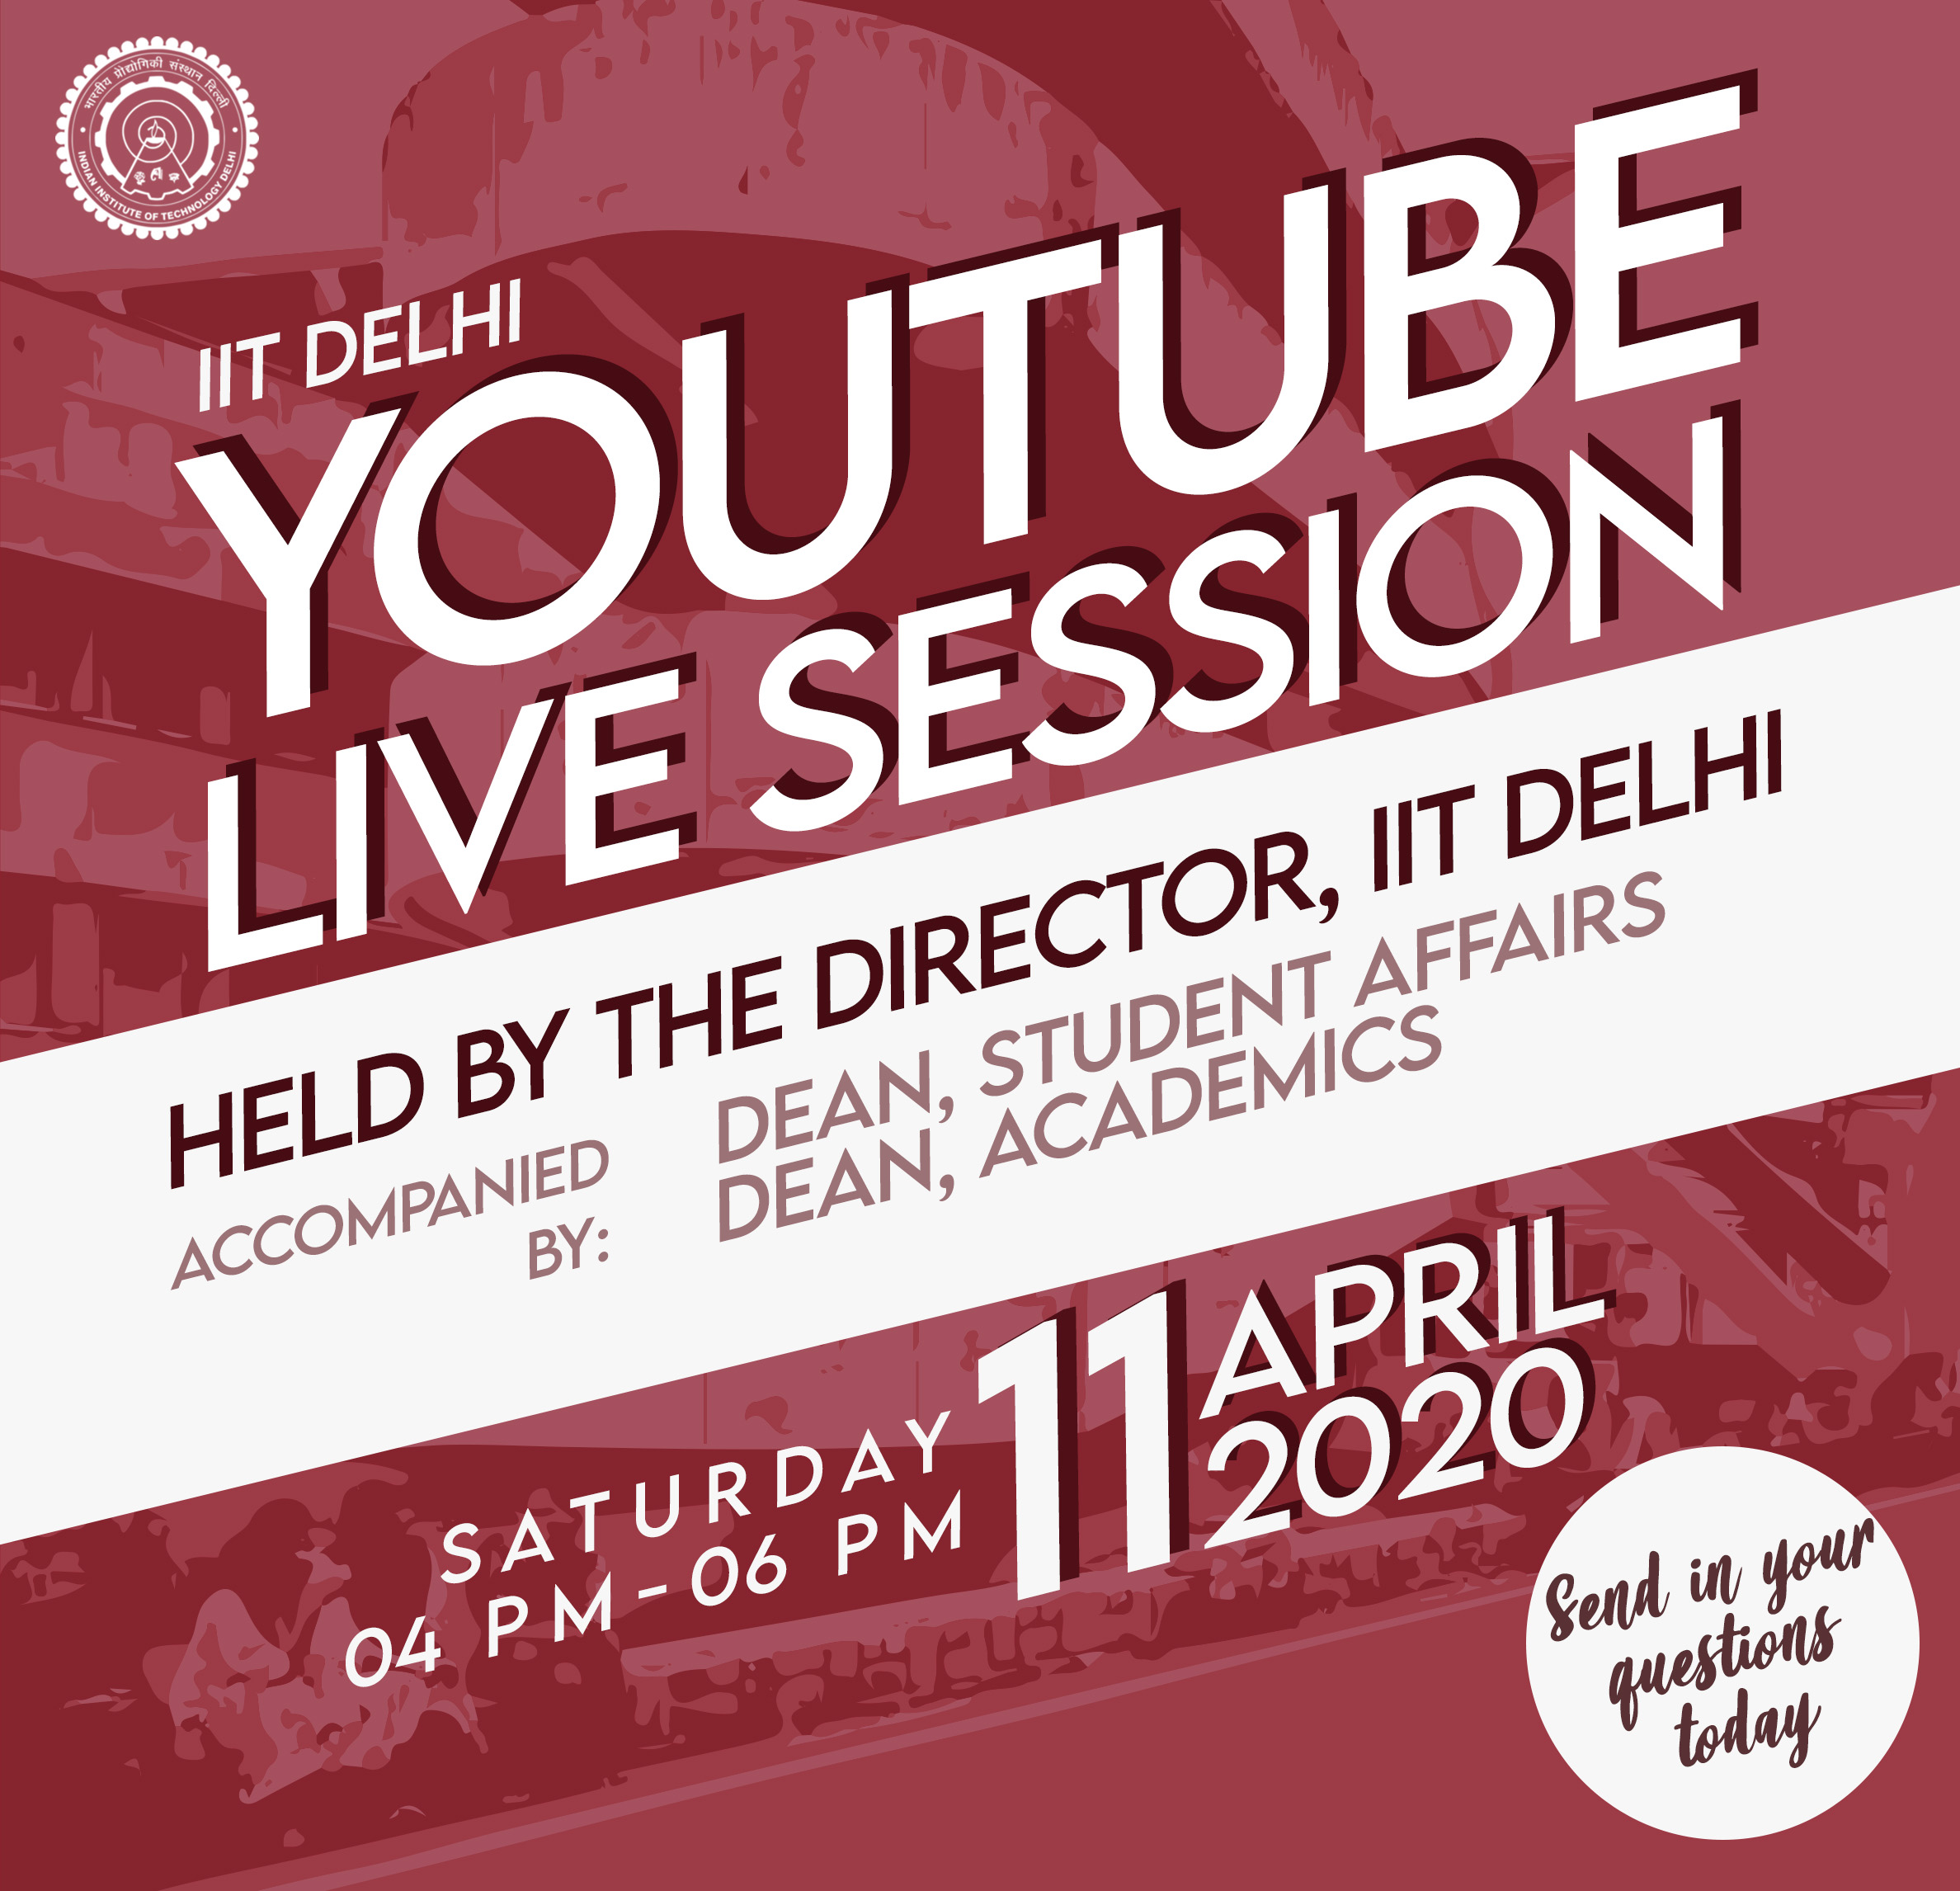 भारतीय प्रौद्योगिकी संस्थान दिल्ली
INDIAN INSTITUTE OF TECHNOLOGY DELHI
IIT DELHI
YOUTUBE
LIVE SESSION
HELD BY THE DIRECTOR, IIT DELHI
ACCOMPANIED
BY:
DEAN, STUDENT AFFAIRS
DEAN, ACADEMICS
SATURDAY
04 PM-06 PM
11
APRIL
2020
Send in your
questions
today